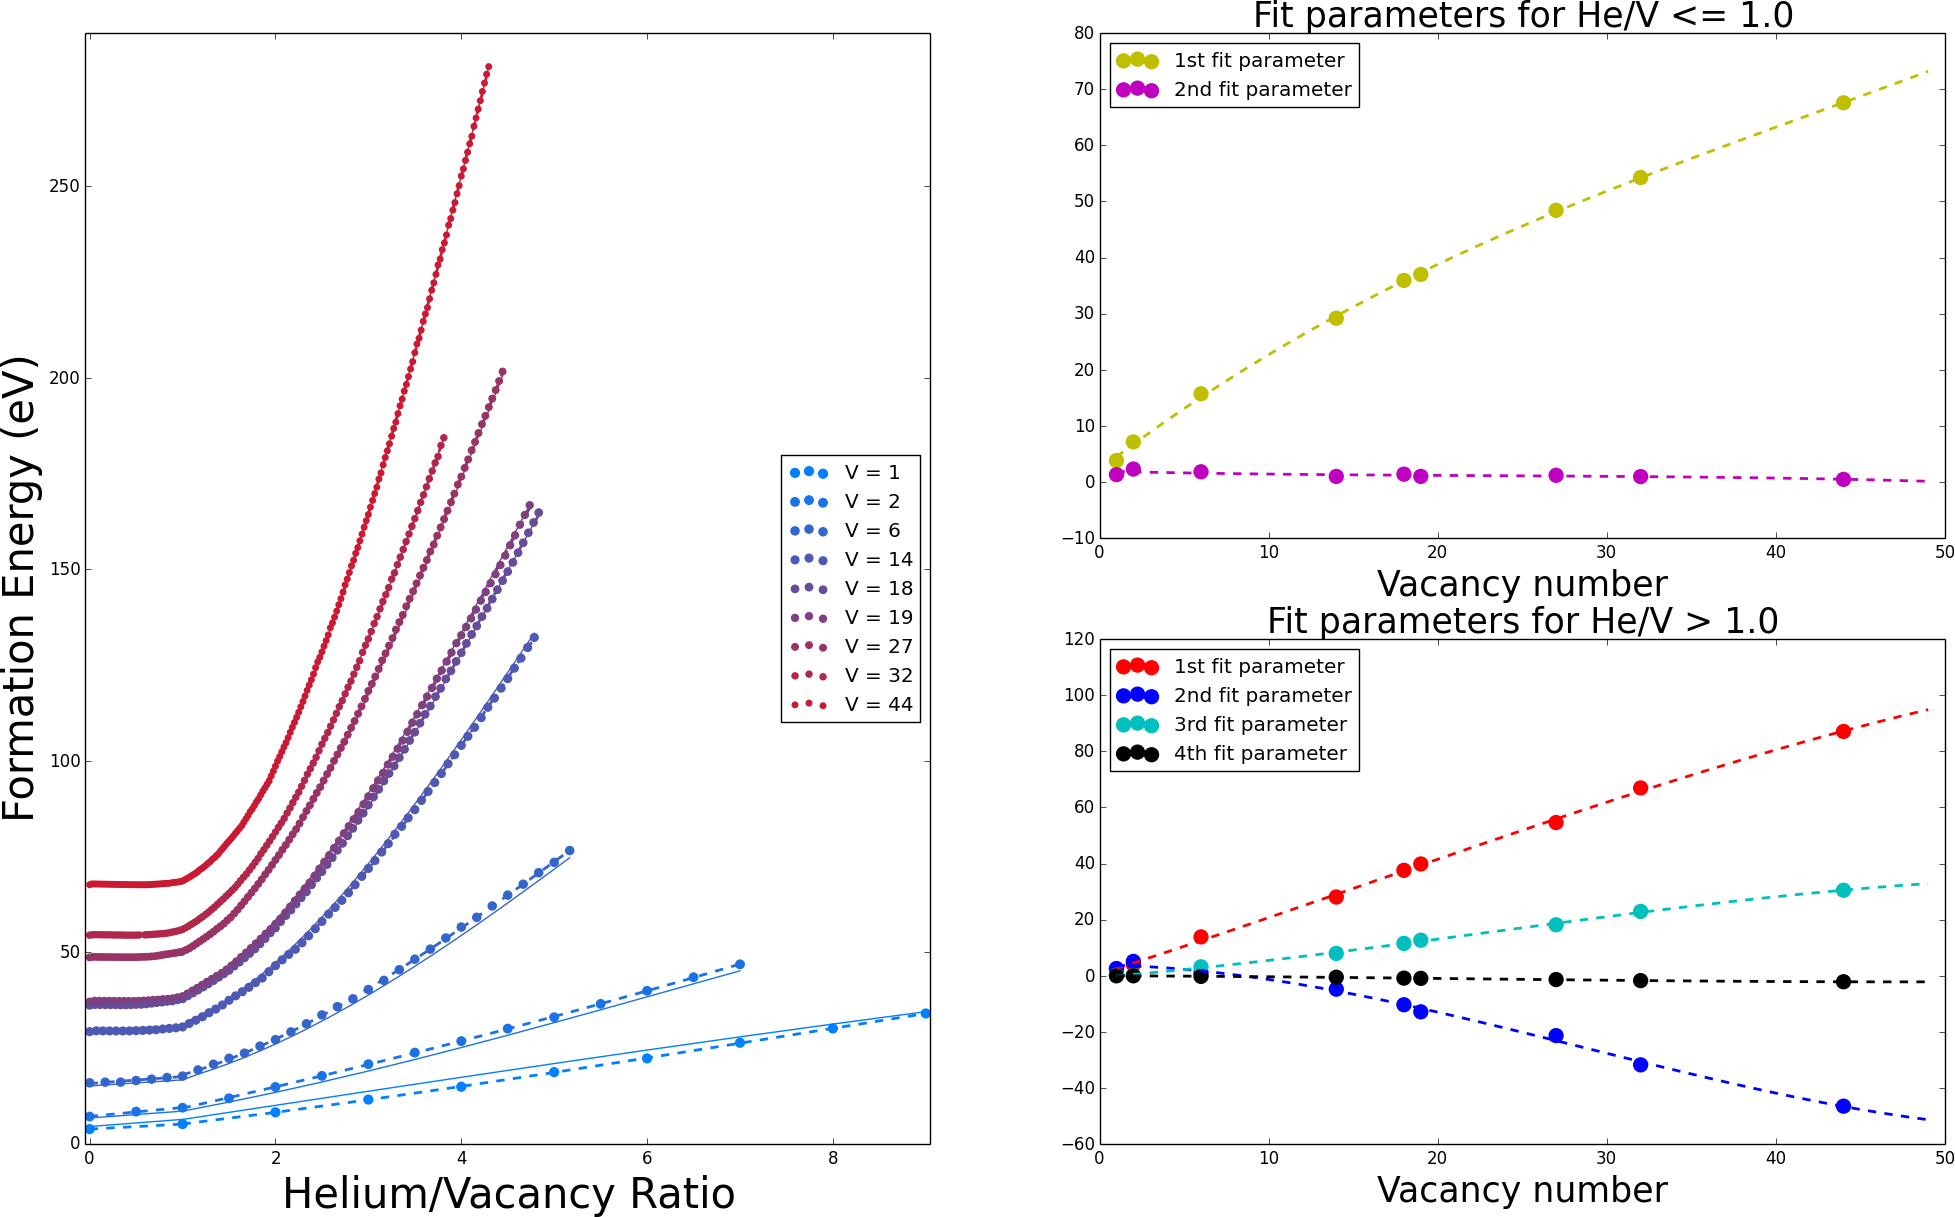 Formation Energy (eV)
250
200
150
100
50
0
0 2 4 6 8
Helium/Vacancy Ratio
V = 1
V = 2
V = 6
V = 14
V = 18
V = 19
V = 27
V = 32
V = 44
Fit parameters for He/V <= 1.0
1st fit parameter
2nd fit parameter
80
70
60
50
40
30
20
10
0
−10
0 10 20 30 40 50
Vacancy number
Fit parameters for He/V > 1.0
1st fit parameter
2nd fit parameter
3rd fit parameter
4th fit parameter
120
100
80
60
40
20
0
−20
−40
−60
0 10 20 30 40 50
Vacancy number